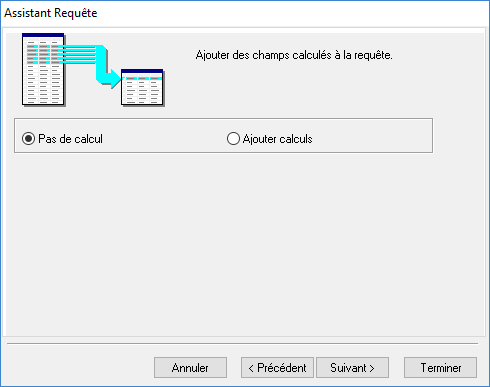 Assistant Requête
Ajouter des champs calculés à la requête.
Pas de calcul Ajouter calculs
Annuler < Précédent Suivant > Terminer